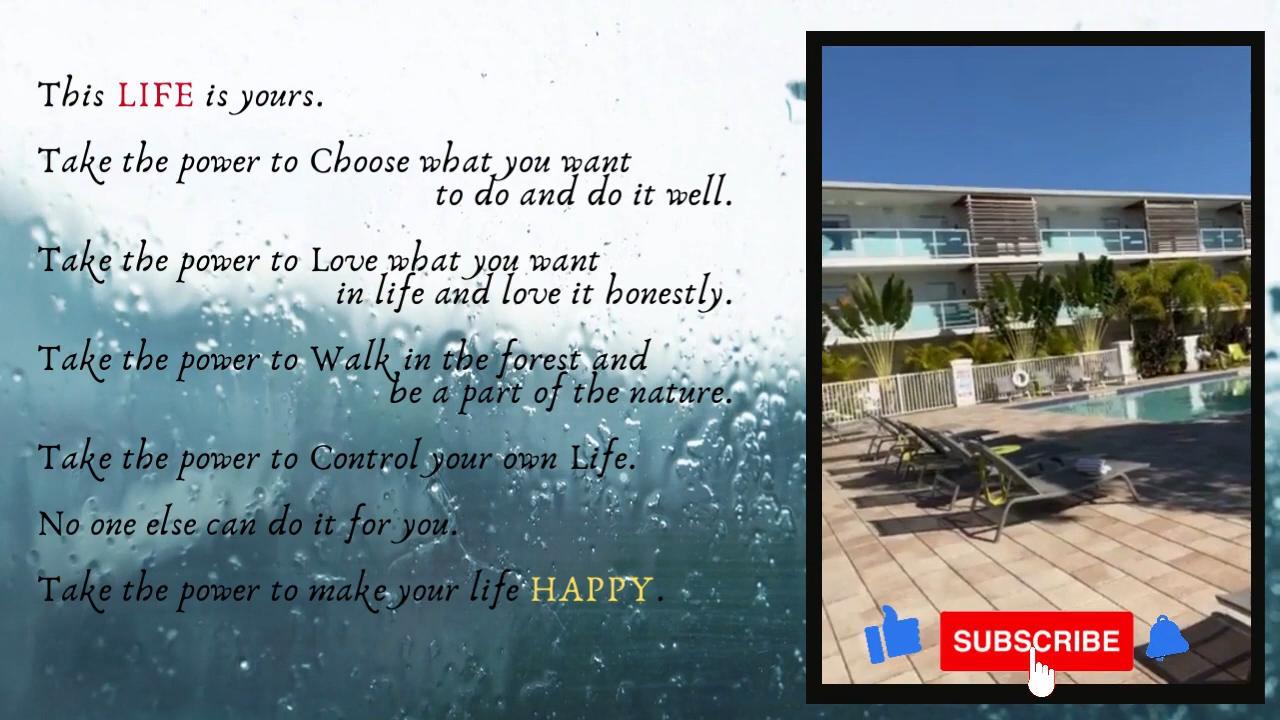 This LIFE is yours.
Take the power to Choose what you want
to do and do it well.
Take the power to Love what you want
in life and love it honestly.
Take the power to Walk in the forest and
be a part of the nature.
Take the power to Control your own Life.
No one else can do it for you.
Take the power to make your life HAPPY.
SUBSCRIBE